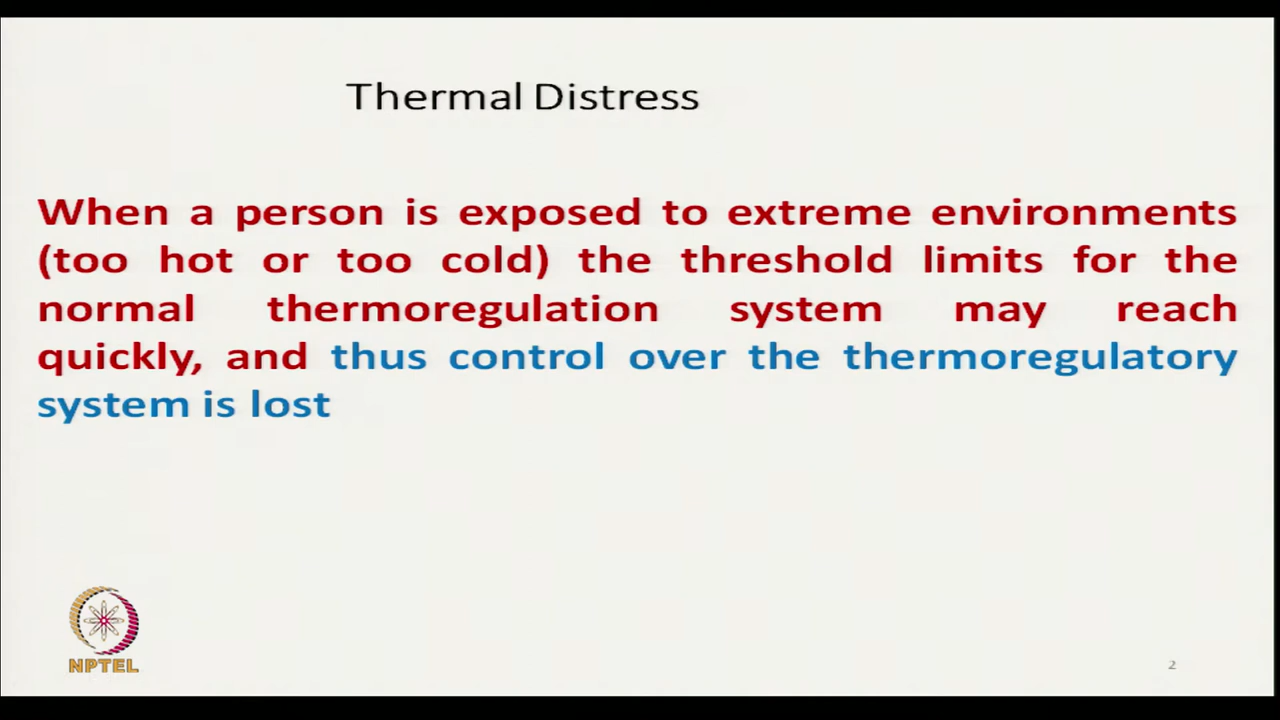 Thermal Distress
When a person is exposed to extreme environments
(too hot or too cold) the threshold limits for the
normal thermoregulation system may reach
quickly, and thus control over the thermoregulatory
system is lost
NPTEL
2